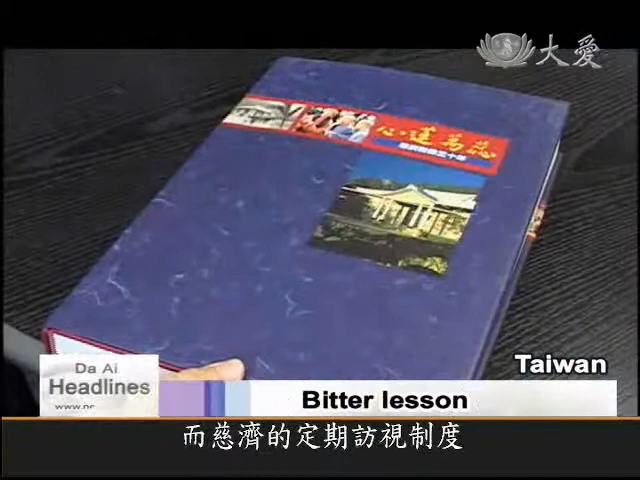 大愛
心蓮萬蕊
Taiwan
Da Ai
Headlines
Bitter lesson
而慈濟的定期訪視制度